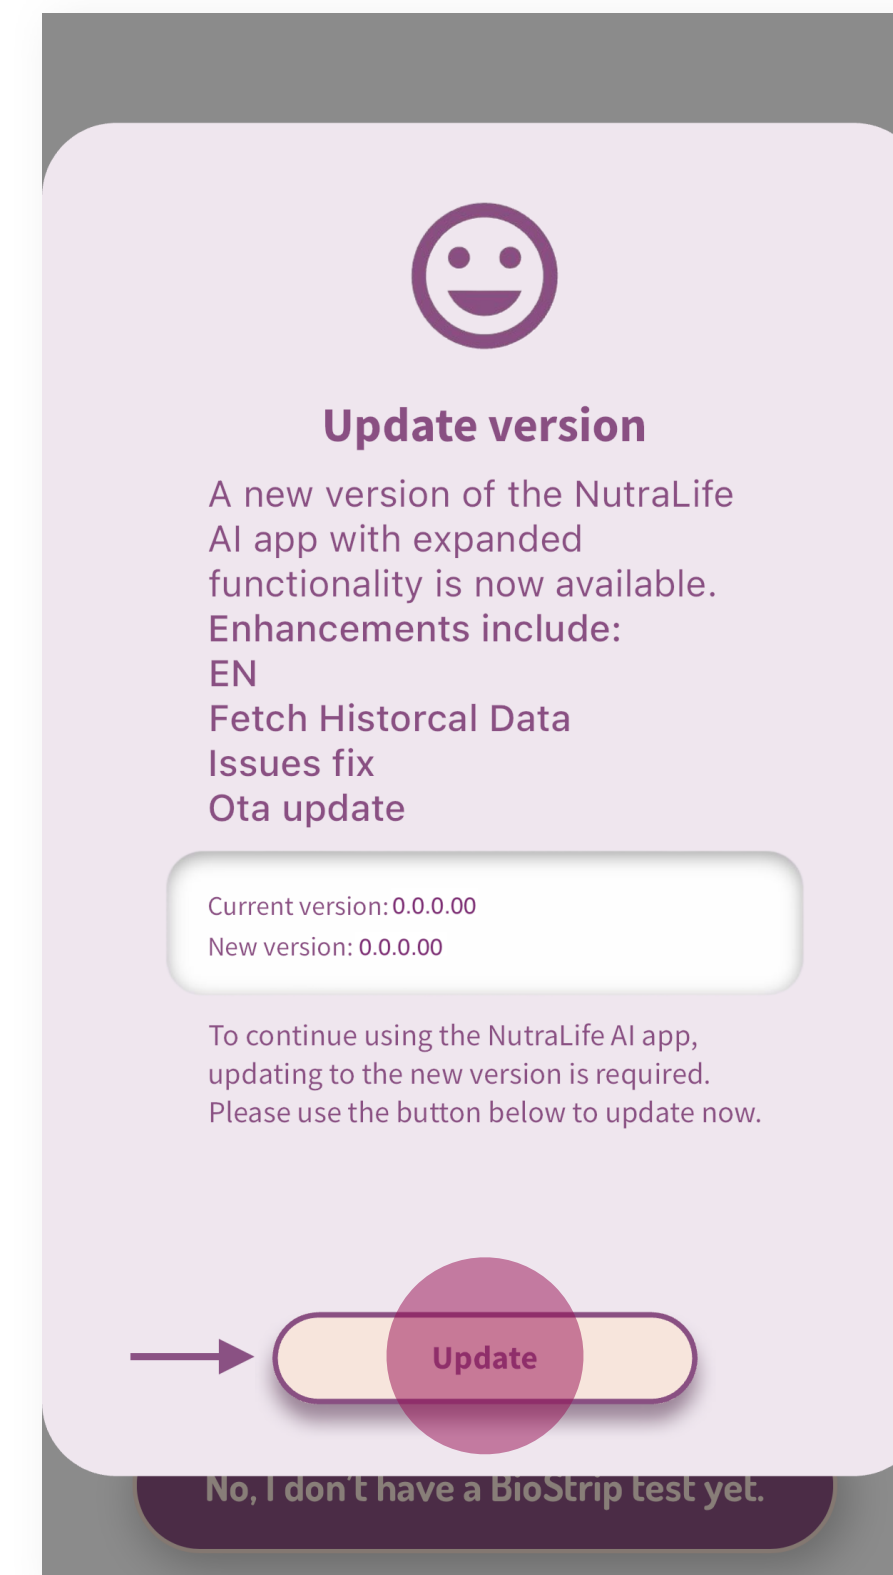 Update version
A new version of the NutraLife
AI app with expanded
functionality is now available.
Enhancements include:
EN
Fetch Historcal Data
Issues fix
Ota update
Current version: 0.0.0.00
New version: 0.0.0.00
To continue using the NutraLife AI app,
updating to the new version is required.
Please use the button below to update now.
Update
No, I don't have a BioStrip test yet.